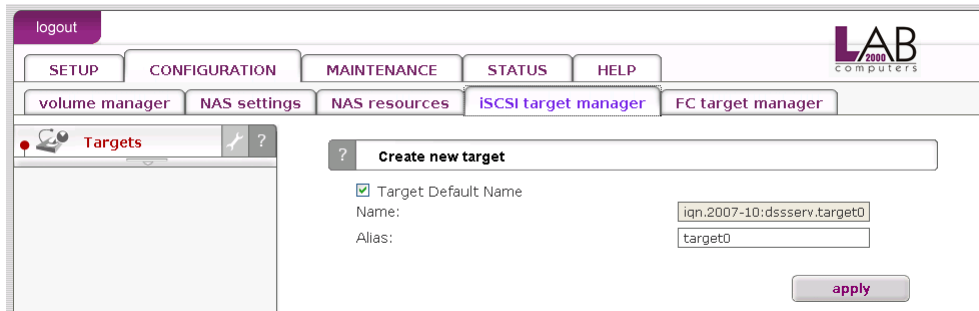 logout
LAB
2000
computers
SETUP CONFIGURATION MAINTENANCE STATUS HELP
volume manager NAS settings NAS resources iSCSI target manager FC target manager
Targets ?
? Create new target
Target Default Name
Name: iqn.2007-10:dssserv.target0
Alias: target0
apply